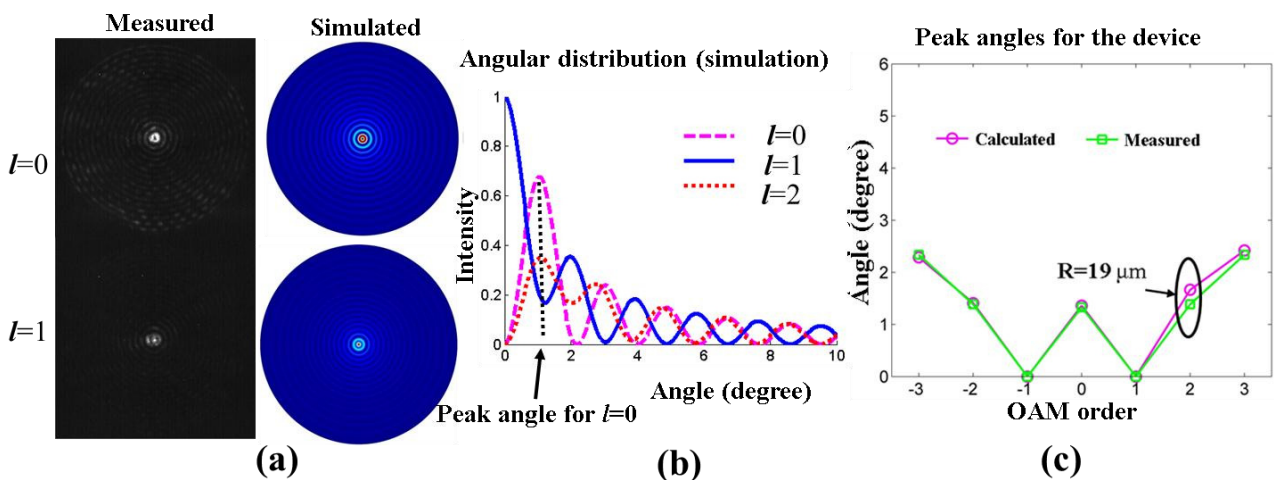 Measured
Simulated
l=0
l=1
(a)
Angular distribution (simulation)
Intensity
1
0.8
0.6
0.4
0.2
0
0 2 4 6 8 10
l=0
l=1
l=2
Angle (degree)
Peak angle for l=0
(b)
Peak angles for the device
Angle (degree)
6
5
4
3
2
1
0
-3 -2 -1 0 1 2 3
Calculated Measured
R=19 μm
OAM order
(c)